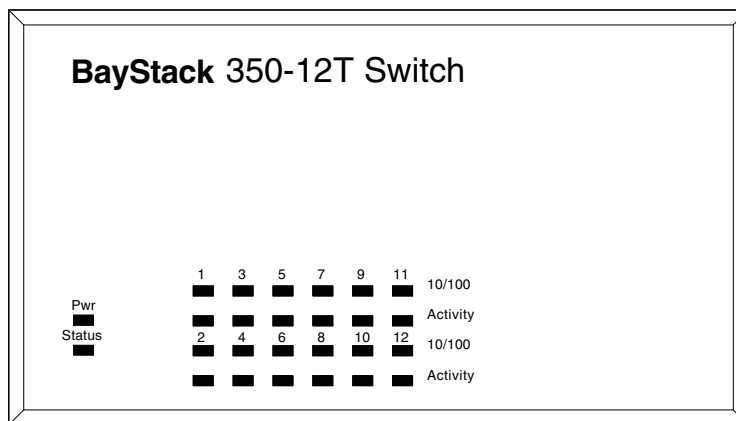 BayStack 350-12T Switch
1 3 5 7 9 11
10/100
Pwr
Activity
Status
2 4 6 8 10 12
10/100
Activity